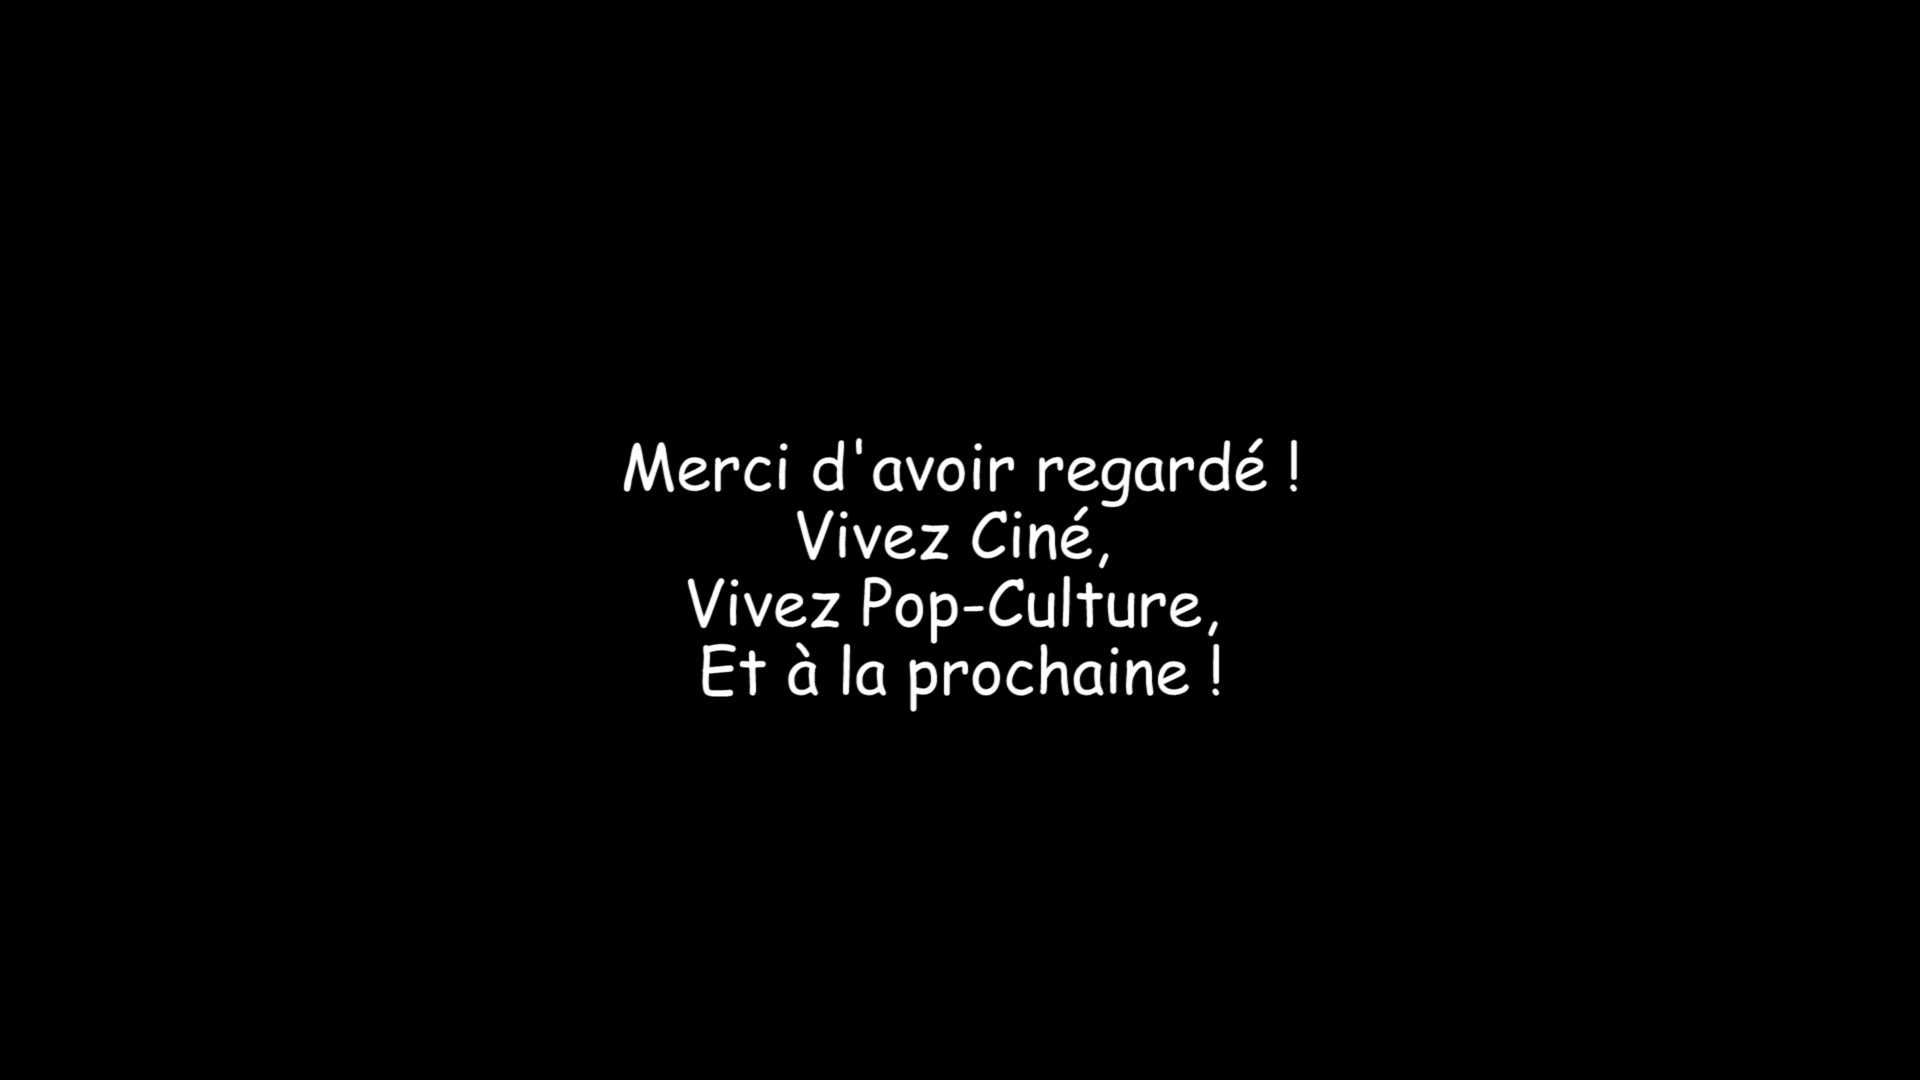 Merci d'avoir regardé !
Vivez Ciné,
Vivez Pop-Culture,
Et à la prochaine !